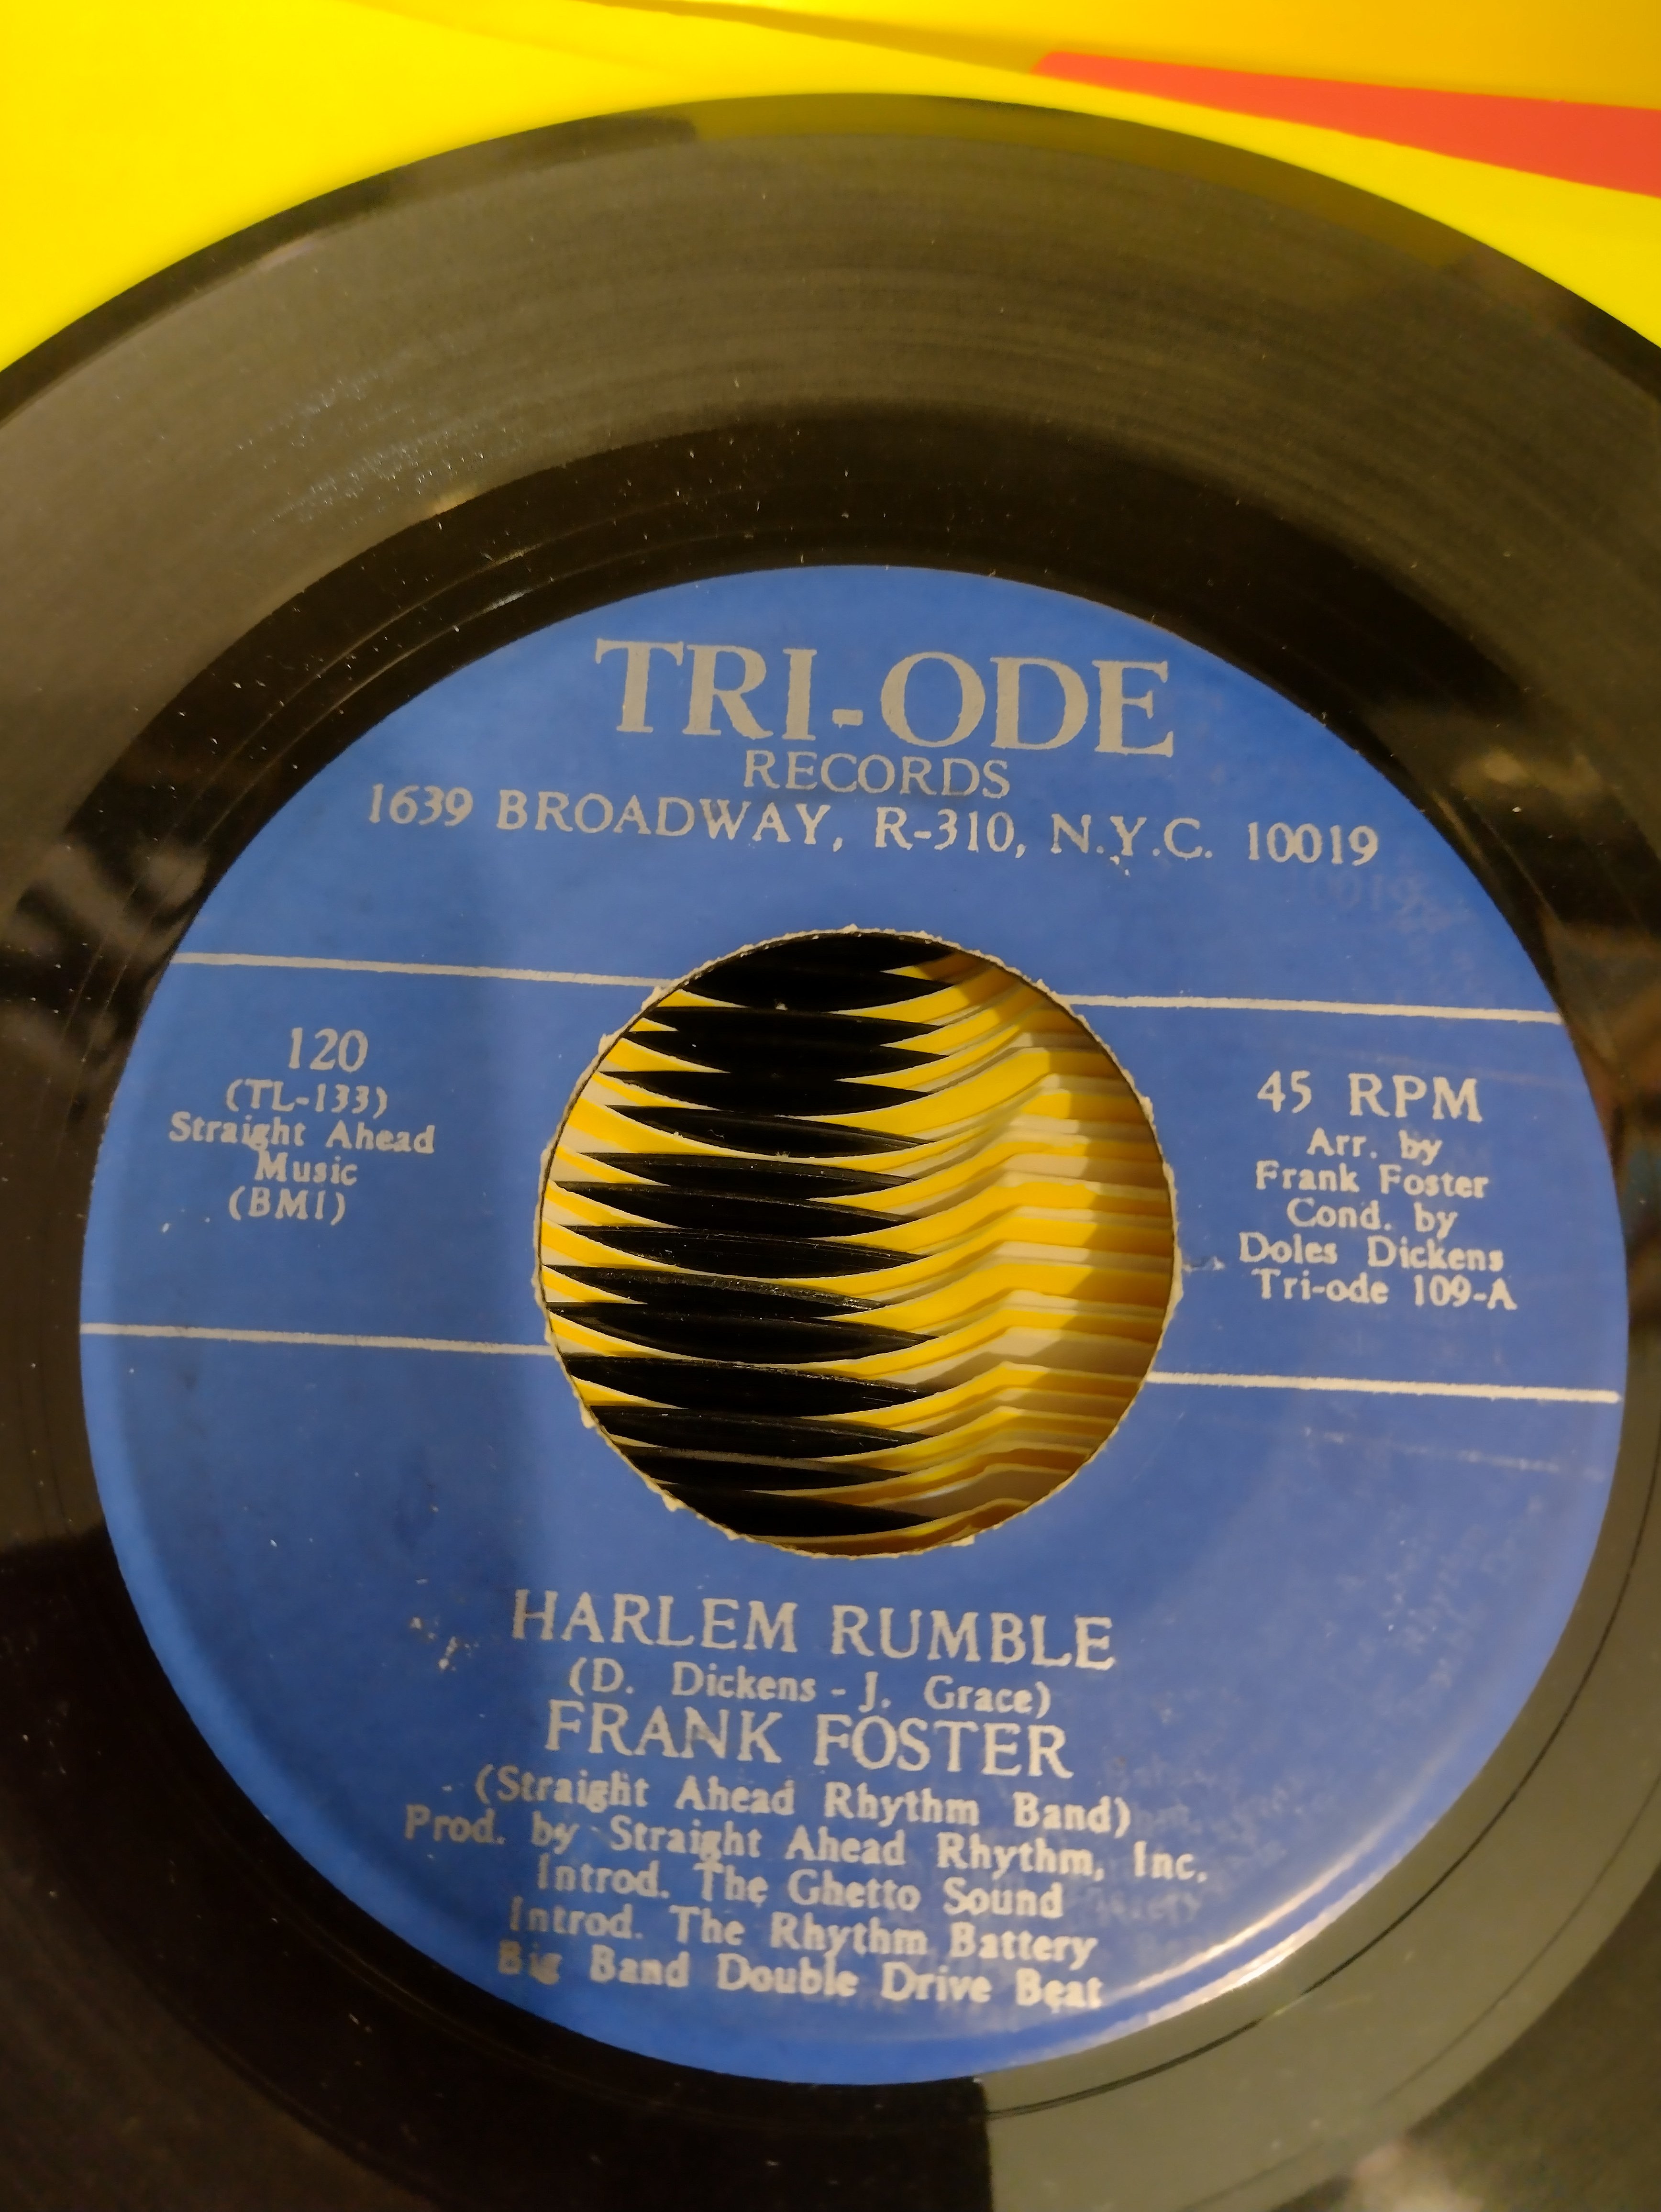 TRI-ODE
RECORDS
1639 BROADWAY, R-310, N.Y.C. 10019
120
(TL-133)
Straight Ahead
Music
(BMI)
45 RPM
Arr. by
Frank Foster
Cond. by
Doles Dickens
Tri-ode 109-A
HARLEM RUMBLE
(D. Dickens - J. Grace)
FRANK FOSTER
(Straight Ahead Rhythm Band)
Prod. by Straight Ahead Rhythm, Inc.
Introd. The Ghetto Sound
Introd. The Rhythm Battery
Big Band Double Drive Beat